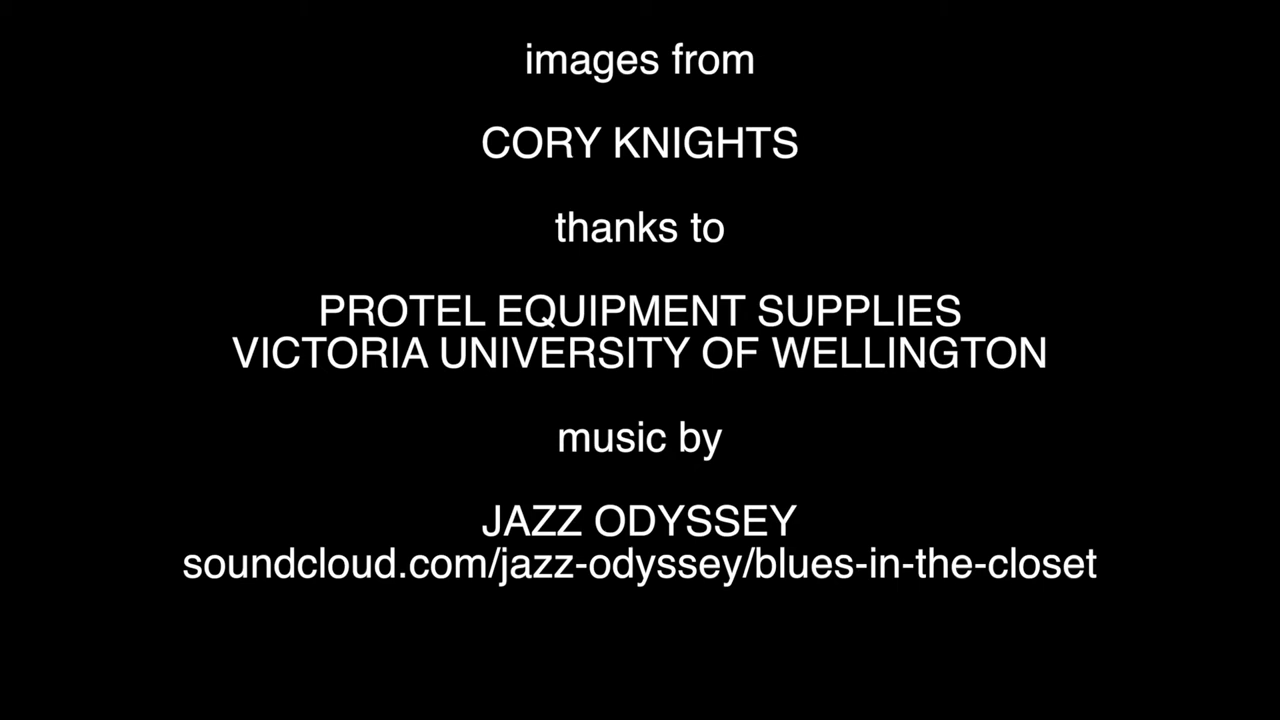 images from
CORY KNIGHTS
thanks to
PROTEL EQUIPMENT SUPPLIES
VICTORIA UNIVERSITY OF WELLINGTON
music by
JAZZ ODYSSEY
soundcloud.com/jazz-odyssey/blues-in-the-closet